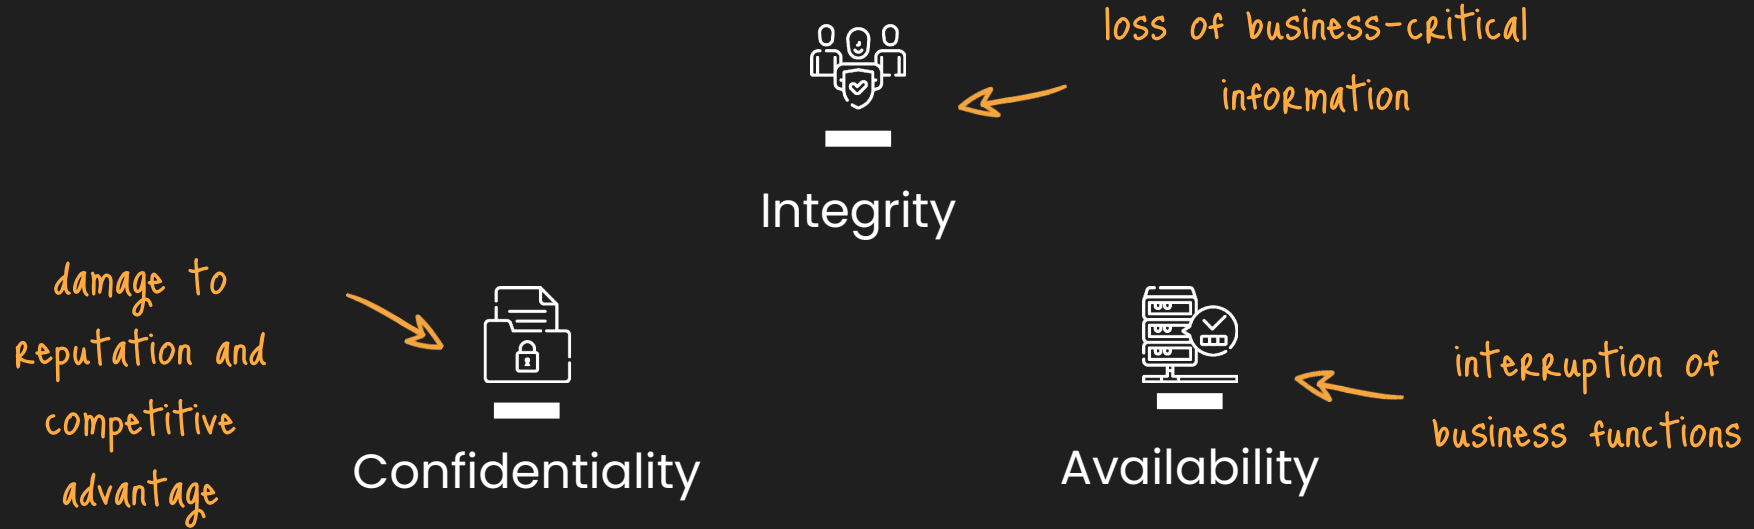 loss of business-critical
information
Integrity
damage to
reputation and
competitive
advantage
Confidentiality
interruption of
business functions
Availability